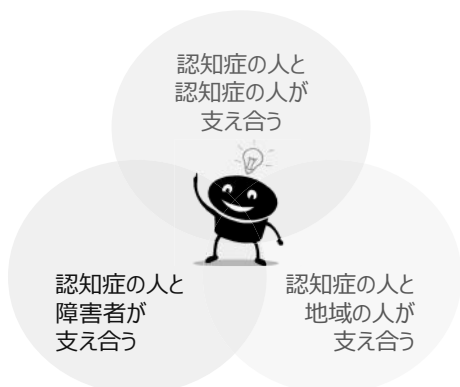 認知症の人と
認知症の人が
支え合う
認知症の人と
障害者が
支え合う
認知症の人と
地域の人が
支え合う